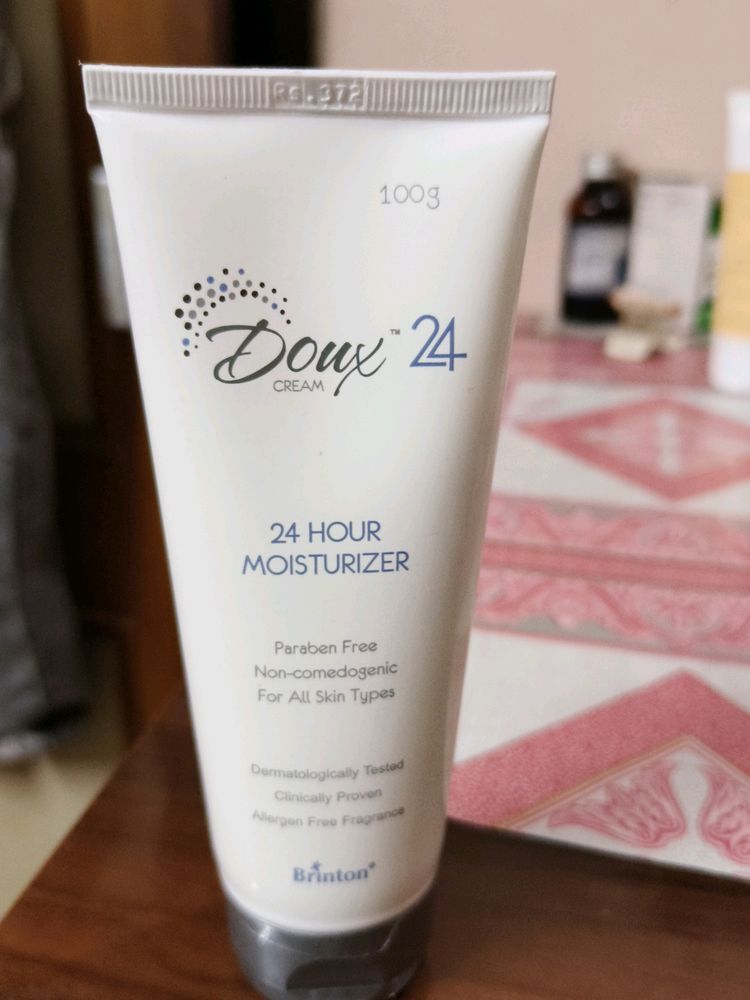 Rs.372
100g
Doux™ 24
CREAM
24 HOUR
MOISTURIZER
Paraben Free
Non-comedogenic
For All Skin Types
Dermatologically Tested
Clinically Proven
Allergen Free Fragrance
Brinton®